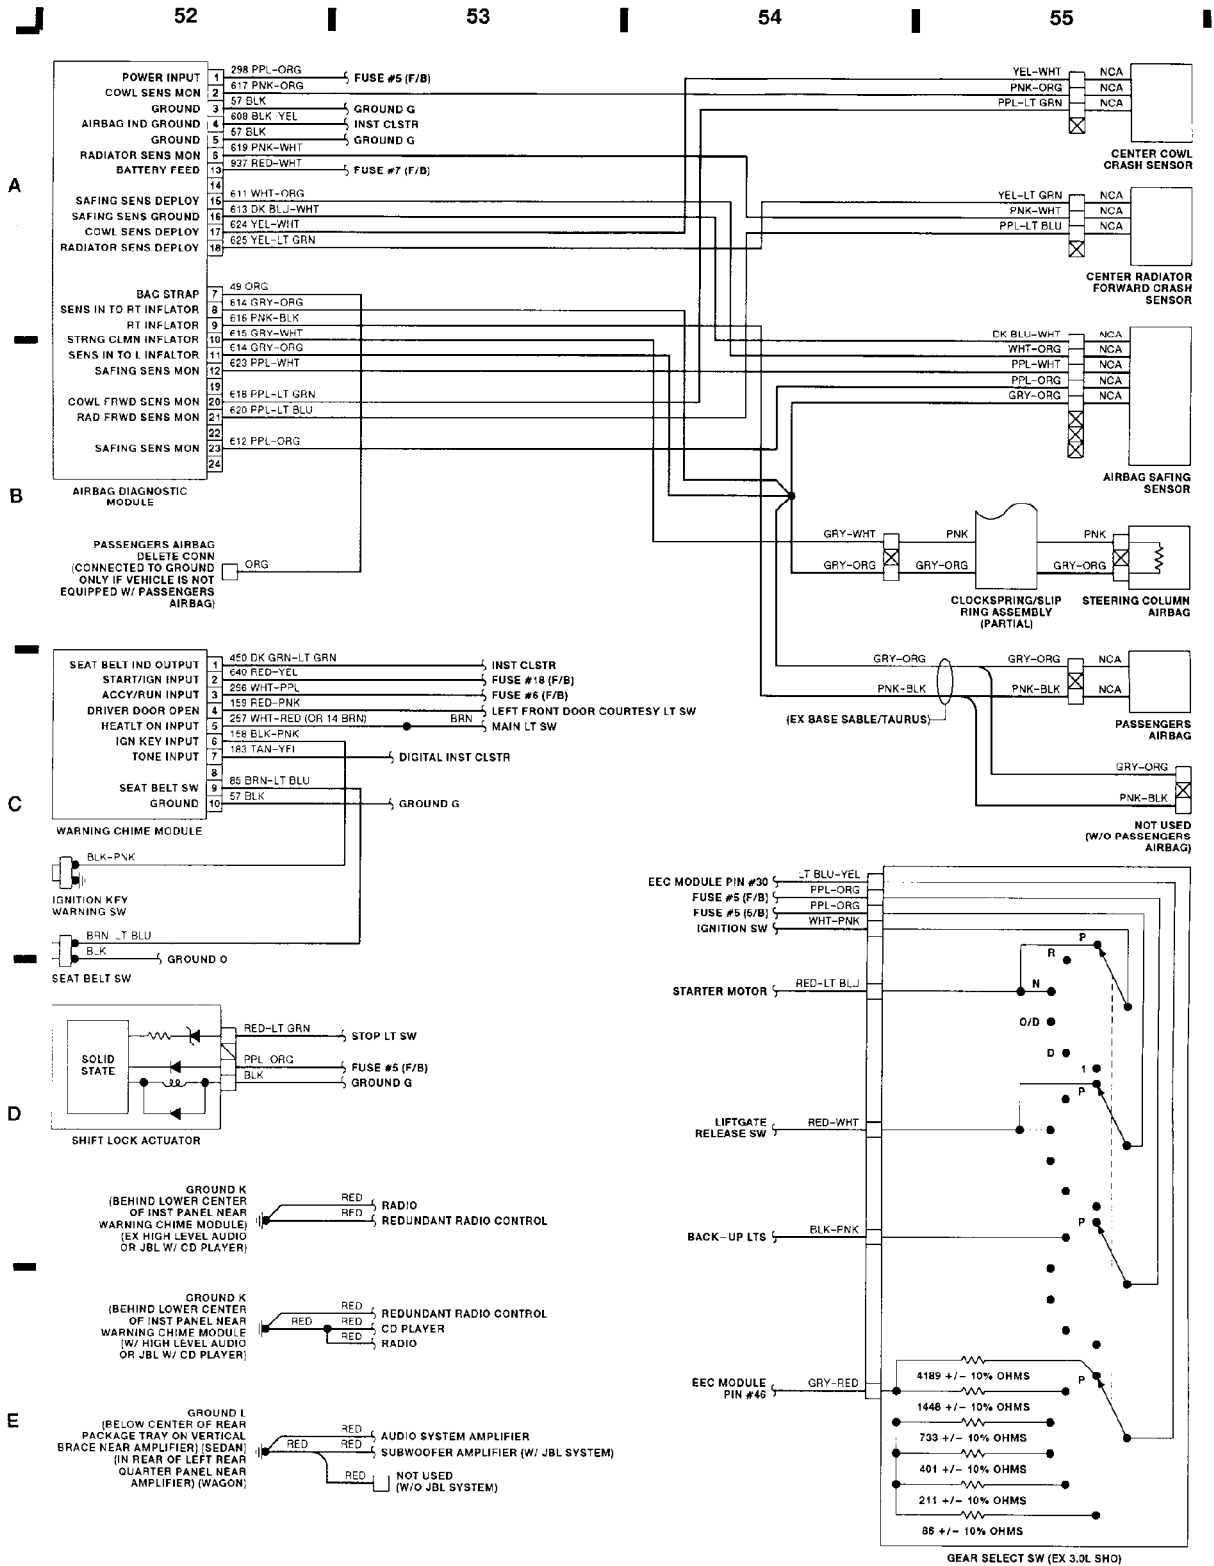 52 53 54 55
A
B
C
D
E
POWER INPUT 1 298 PPL-ORG FUSE #5 (F/B)
COWL SENS MON 2 617 PNK-ORG
GROUND 3 57 BLK GROUND G
AIRBAG IND GROUND 4 608 BLK YEL INST CLSTR
GROUND 5 57 BLK GROUND G
RADIATOR SENS MON 6 619 PNK-WHT
BATTERY FEED 13 937 RED-WHT FUSE #7 (F/B)
14
SAFING SENS DEPLOY 15 611 WHT-ORG
SAFING SENS GROUND 16 613 DK BLU-WHT
COWL SENS DEPLOY 17 624 YEL-WHT
RADIATOR SENS DEPLOY 18 625 YEL-LT GRN
BAG STRAP 7 49 ORG
SENS IN TO RT INFLATOR 8 614 GRY-ORG
RT INFLATOR 9 616 PNK-BLK
STRNG CLMN INFLATOR 10 615 GRY-WHT
SENS IN TO L INFALTOR 11 614 GRY-ORG
SAFING SENS MON 12 623 PPL-WHT
19
COWL FRWD SENS MON 20 618 PPL-LT GRN
RAD FRWD SENS MON 21 620 PPL-LT BLU
22
SAFING SENS MON 23 612 PPL-ORG
24
AIRBAG DIAGNOSTIC
MODULE
YEL-WHT NCA
PNK-ORG NCA
PPL-LT GRN NCA
CENTER COWL
CRASH SENSOR
YEL-LT GRN NCA
PNK-WHT NCA
PPL-LT BLU NCA
CENTER RADIATOR
FORWARD CRASH
SENSOR
DK BLU-WHT NCA
WHT-ORG NCA
PPL-WHT NCA
PPL-ORG NCA
GRY-ORG NCA
AIRBAG SAFING
SENSOR
PASSENGERS AIRBAG
DELETE CONN
(CONNECTED TO GROUND
ONLY IF VEHICLE IS NOT
EQUIPPED W/ PASSENGERS
AIRBAG)
ORG
GRY-WHT PNK PNK
GRY-ORG GRY-ORG GRY-ORG
CLOCKSPRING/SLIP
RING ASSEMBLY
(PARTIAL)
STEERING COLUMN
AIRBAG
GRY-ORG GRY-ORG NCA
PNK-BLK PNK-BLK NCA
(EX BASE SABLE/TAURUS)
PASSENGERS
AIRBAG
GRY-ORG
PNK-BLK
NOT USED
(W/O PASSENGERS
AIRBAG)
SEAT BELT IND OUTPUT 1 450 DK GRN-LT GRN INST CLSTR
START/IGN INPUT 2 640 RED-YEL FUSE #18 (F/B)
ACCY/RUN INPUT 3 296 WHT-PPL FUSE #6 (F/B)
DRIVER DOOR OPEN 4 159 RED-PNK LEFT FRONT DOOR COURTESY LT SW
HEATLT ON INPUT 5 257 WHT-RED (OR 14 BRN) BRN MAIN LT SW
IGN KEY INPUT 6 158 BLK-PNK
TONE INPUT 7 183 TAN-YEL DIGITAL INST CLSTR
8
SEAT BELT SW 9 85 BRN-LT BLU
GROUND 10 57 BLK GROUND G
WARNING CHIME MODULE
BLK-PNK
IGNITION KEY
WARNING SW
BRN LT BLU
BLK GROUND O
SEAT BELT SW
SOLID
STATE
RED-LT GRN STOP LT SW
PPL ORG FUSE #5 (F/B)
BLK GROUND G
SHIFT LOCK ACTUATOR
GROUND K
(BEHIND LOWER CENTER
OF INST PANEL NEAR
WARNING CHIME MODULE)
(EX HIGH LEVEL AUDIO
OR JBL W/ CD PLAYER)
RED RADIO
RED REDUNDANT RADIO CONTROL
GROUND K
(BEHIND LOWER CENTER
OF INST PANEL NEAR
WARNING CHIME MODULE
(W/ HIGH LEVEL AUDIO
OR JBL W/ CD PLAYER)
RED REDUNDANT RADIO CONTROL
RED RED CD PLAYER
RED RADIO
GROUND L
(BELOW CENTER OF REAR
PACKAGE TRAY ON VERTICAL
BRACE NEAR AMPLIFIER) (SEDAN)
(IN REAR OF LEFT REAR
QUARTER PANEL NEAR
AMPLIFIER) (WAGON)
RED AUDIO SYSTEM AMPLIFIER
RED RED SUBWOOFER AMPLIFIER (W/ JBL SYSTEM)
RED NOT USED
(W/O JBL SYSTEM)
EEC MODULE PIN #30 LT BLU-YEL
FUSE #5 (F/B) PPL-ORG
FUSE #5 (5/B) PPL-ORG
IGNITION SW WHT-PNK
STARTER MOTOR RED-LT BLU
P
R
N
O/D
D
1
P
LIFTGATE
RELEASE SW RED-WHT
BACK-UP LTS BLK-PNK
P
EEC MODULE
PIN #46 GRY-RED
P
4189 +/- 10% OHMS
1448 +/- 10% OHMS
733 +/- 10% OHMS
401 +/- 10% OHMS
211 +/- 10% OHMS
86 +/- 10% OHMS
GEAR SELECT SW (EX 3.0L SHO)